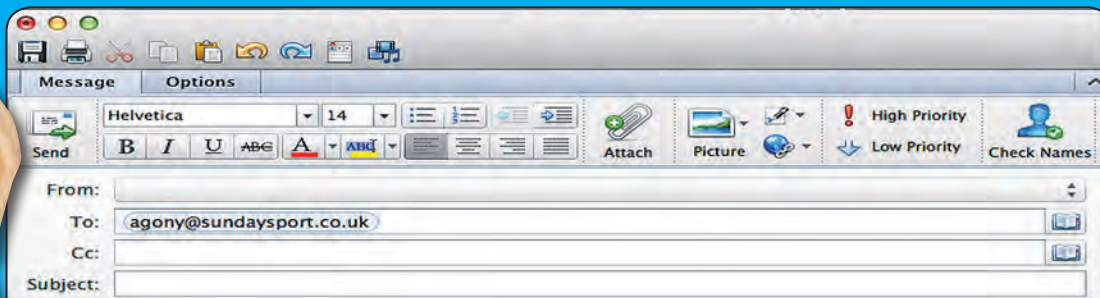 Message Options
Helvetica 14
Send B I U ABC A ABC Attach Picture High Priority
Low Priority Check Names
From:
To: agony@sundaysport.co.uk
Cc:
Subject: